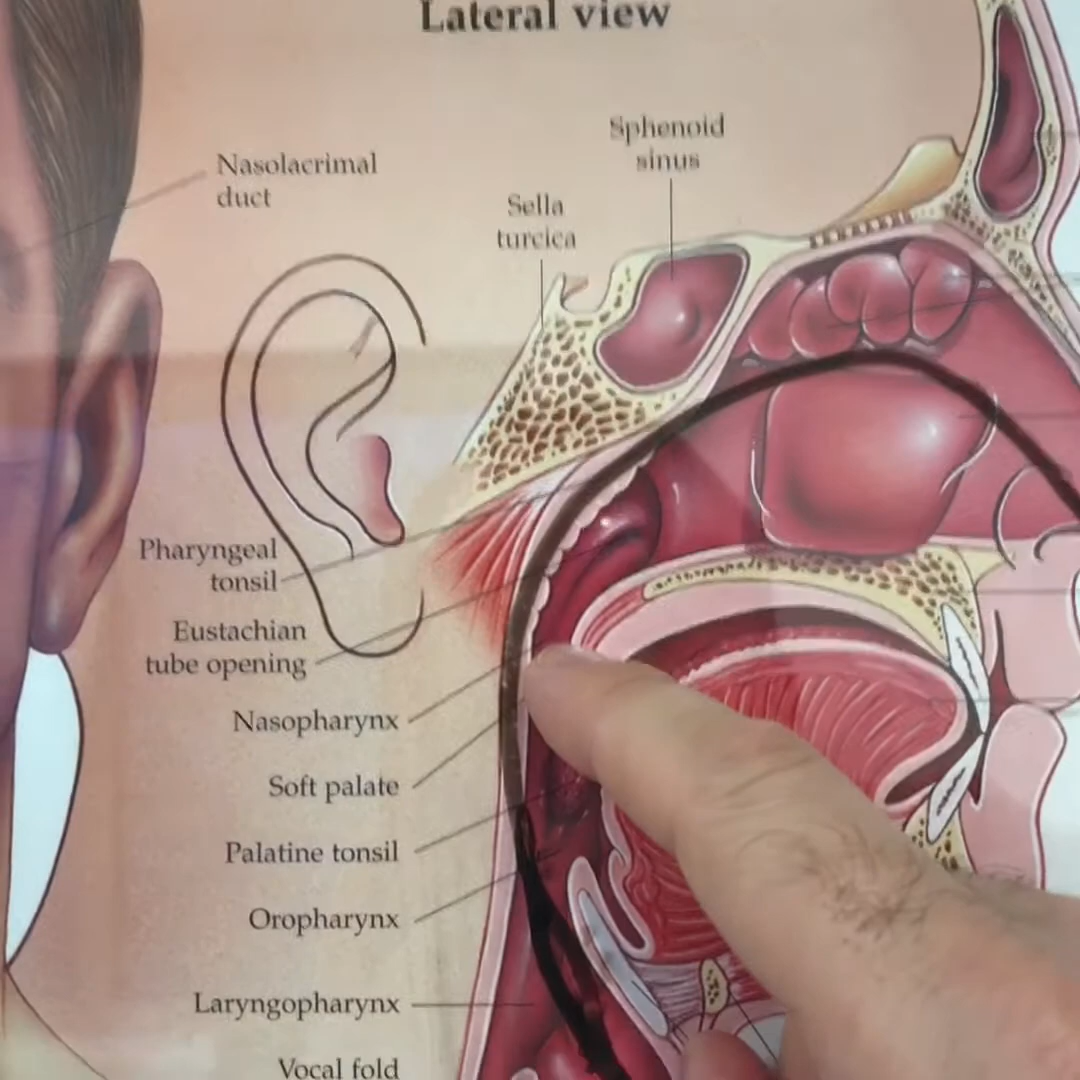 Lateral view
Nasolacrimal
duct
Sphenoid
sinus
Sella
turcica
Pharyngeal
tonsil
Eustachian
tube opening
Nasopharynx
Soft palate
Palatine tonsil
Oropharynx
Laryngopharynx
Vocal fold